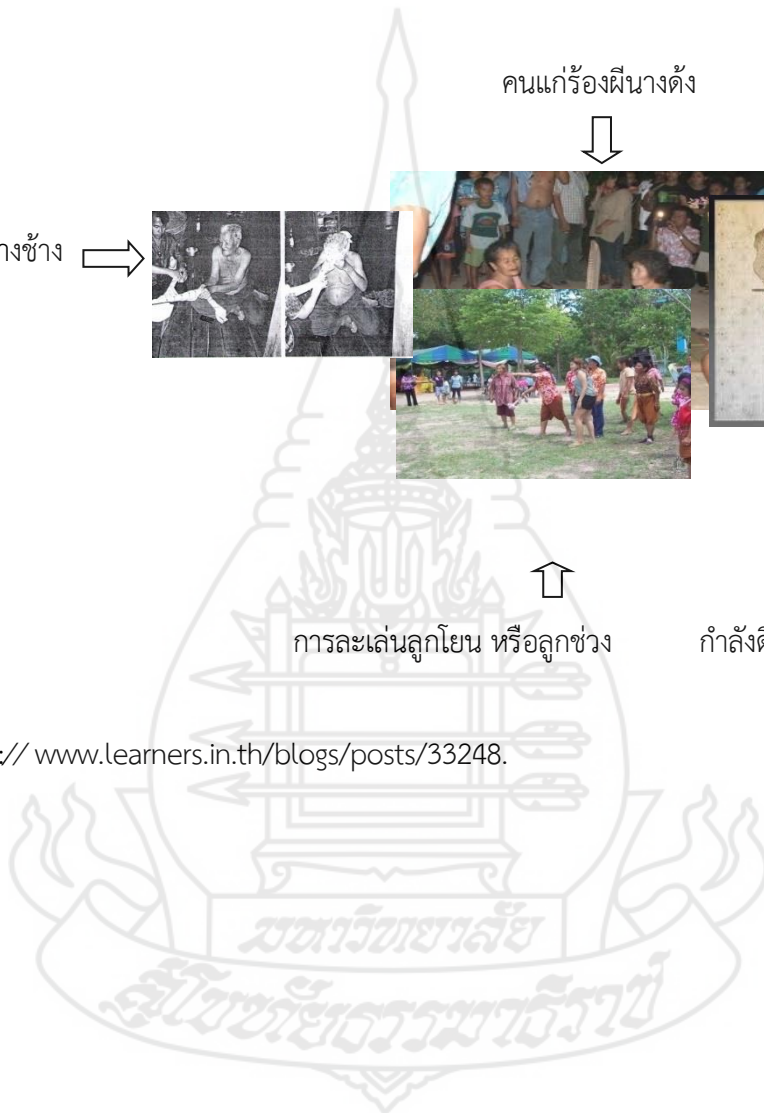 คนแก่ร้องผีนางด้ง
างช้าง
การละเล่นลูกโยน หรือลูกช่วง
กำลังดี
:// www.learners.in.th/blogs/posts/33248.
มหาวิทยาลัย
สุโขทัยธรรมาธิราช